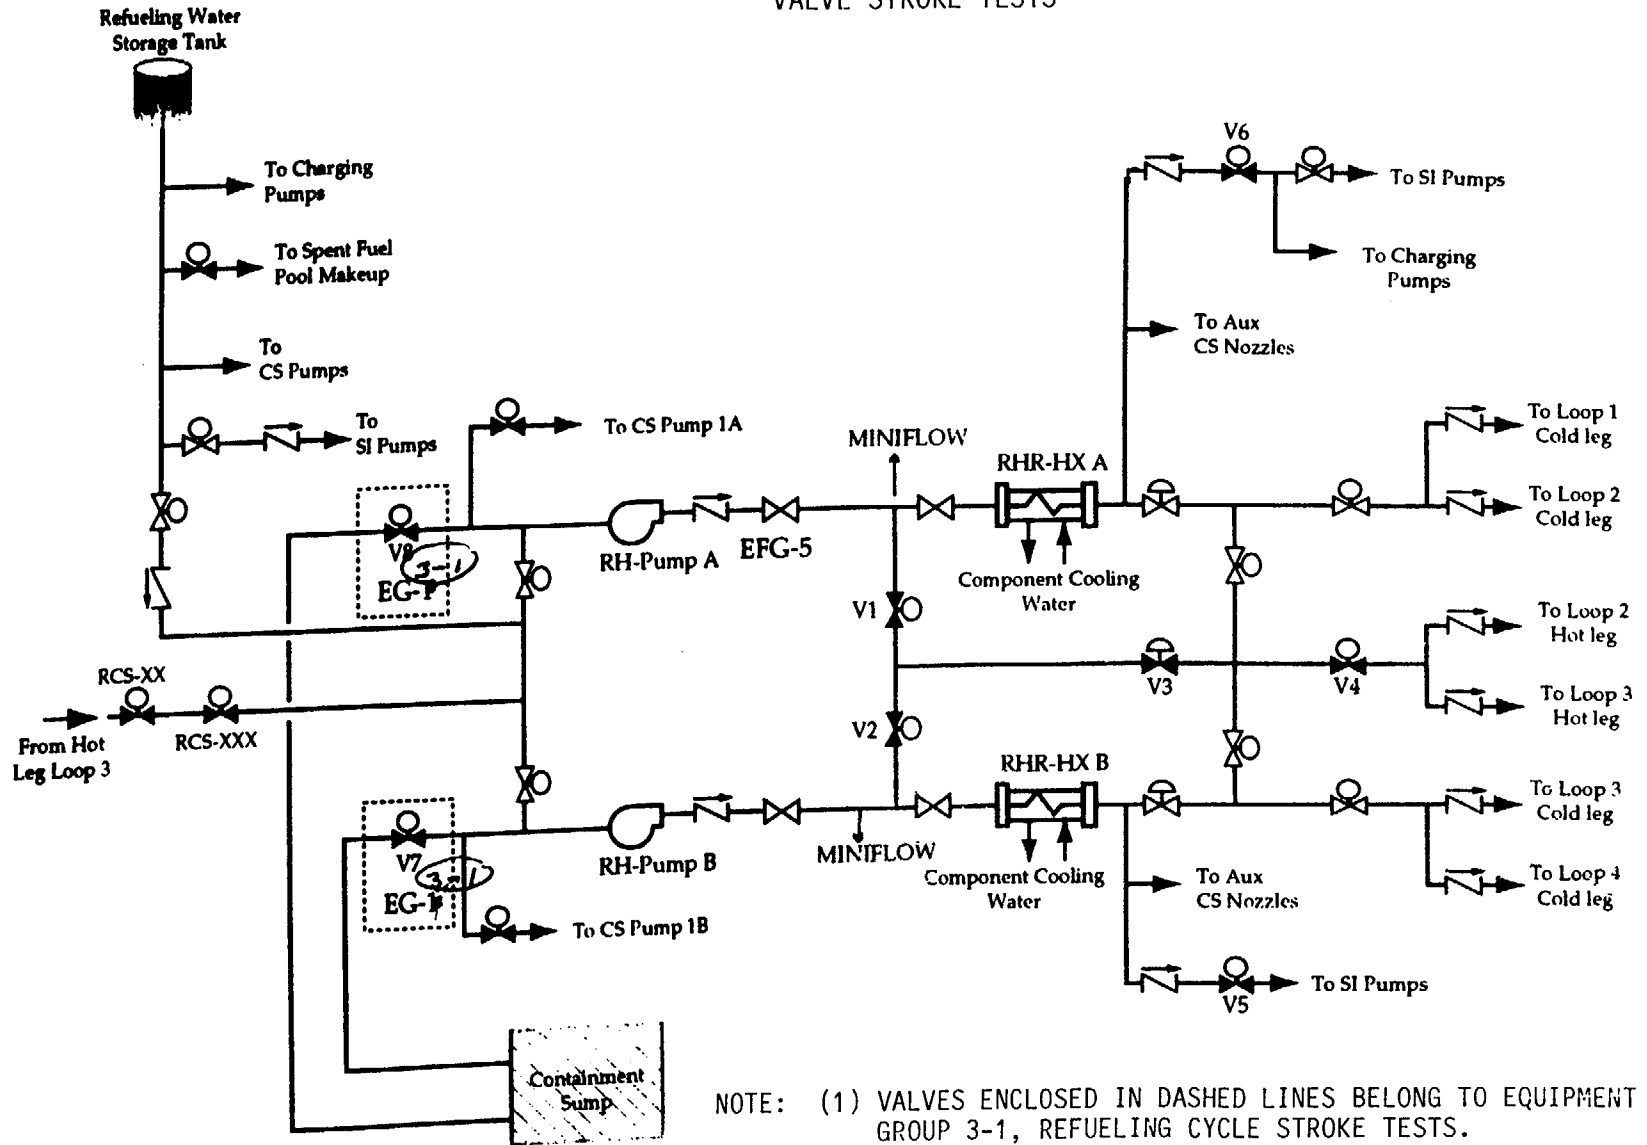 VALVE STROKE TESTS
Refueling Water
Storage Tank
To Charging
Pumps
To Spent Fuel
Pool Makeup
To
CS Pumps
To
SI Pumps
V6
To SI Pumps
To Charging
Pumps
To Aux
CS Nozzles
To CS Pump 1A
MINIFLOW
RHR-HX A
To Loop 1
Cold leg
To Loop 2
Cold leg
V8
3-1
EG-1
RH-Pump A
EFG-5
Component Cooling
Water
V1
To Loop 2
Hot leg
RCS-XX
RCS-XXX
From Hot
Leg Loop 3
V3
V4
To Loop 3
Hot leg
V2
RHR-HX B
To Loop 3
Cold leg
V7
3-1
EG-1
RH-Pump B
MINIFLOW
Component Cooling
Water
To Aux
CS Nozzles
To Loop 4
Cold leg
To CS Pump 1B
To SI Pumps
V5
Containment
Sump
NOTE: (1) VALVES ENCLOSED IN DASHED LINES BELONG TO EQUIPMENT
GROUP 3-1, REFUELING CYCLE STROKE TESTS.